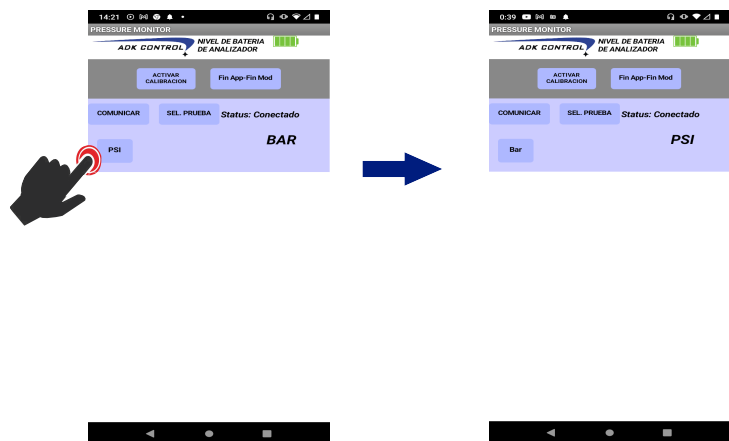 14:21
PRESSURE MONITOR
ADK CONTROL
NIVEL DE BATERIA
DE ANALIZADOR
ACTIVAR
CALIBRACION
Fin App-Fin Mod
COMUNICAR
SEL. PRUEBA
Status: Conectado
PSI
BAR
0:39
PRESSURE MONITOR
ADK CONTROL
NIVEL DE BATERIA
DE ANALIZADOR
ACTIVAR
CALIBRACION
Fin App-Fin Mod
COMUNICAR
SEL. PRUEBA
Status: Conectado
Bar
PSI